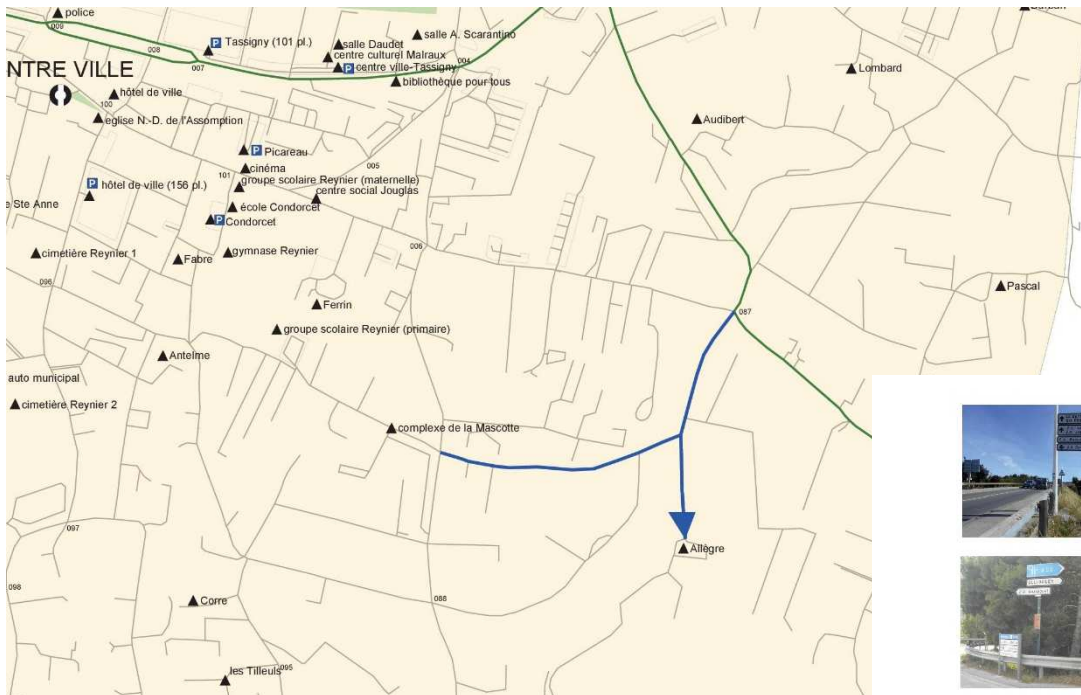 police
009
008
P Tassigny (101 pl.)
007
salle Daudet
salle A. Scarantino
centre culturel Malraux
P centre ville-Tassigny
004
bibliothèque pour tous
Lombard
NTRE VILLE
hôtel de ville
100
eglise N.-D. de l'Assomption
Audibert
P Picareau
005
cinéma
101
groupe scolaire Reynier (maternelle)
P hôtel de ville (156 pl.)
centre social Jouglas
e Ste Anne
école Condorcet
P Condorcet
cimetière Reynier 1
Fabre
gymnase Reynier
006
096
Pascal
Ferrin
087
groupe scolaire Reynier (primaire)
Antelme
auto municipal
cimetière Reynier 2
complexe de la Mascotte
097
Allègre
098
Corre
088
les Tilleuls
095